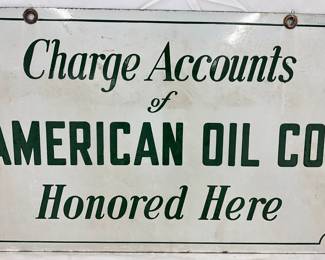 Charge Accounts
of
AMERICAN OIL CO
Honored Here